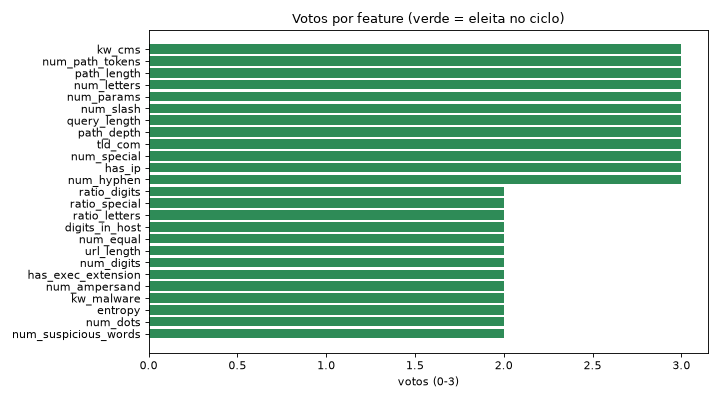 Votos por feature (verde = eleita no ciclo)
kw_cms
num_path_tokens
path_length
num_letters
num_params
num_slash
query_length
path_depth
tld_com
num_special
has_ip
num_hyphen
ratio_digits
ratio_special
ratio_letters
digits_in_host
num_equal
url_length
num_digits
has_exec_extension
num_ampersand
kw_malware
entropy
num_dots
num_suspicious_words
0.0 0.5 1.0 1.5 2.0 2.5 3.0
votos (0-3)